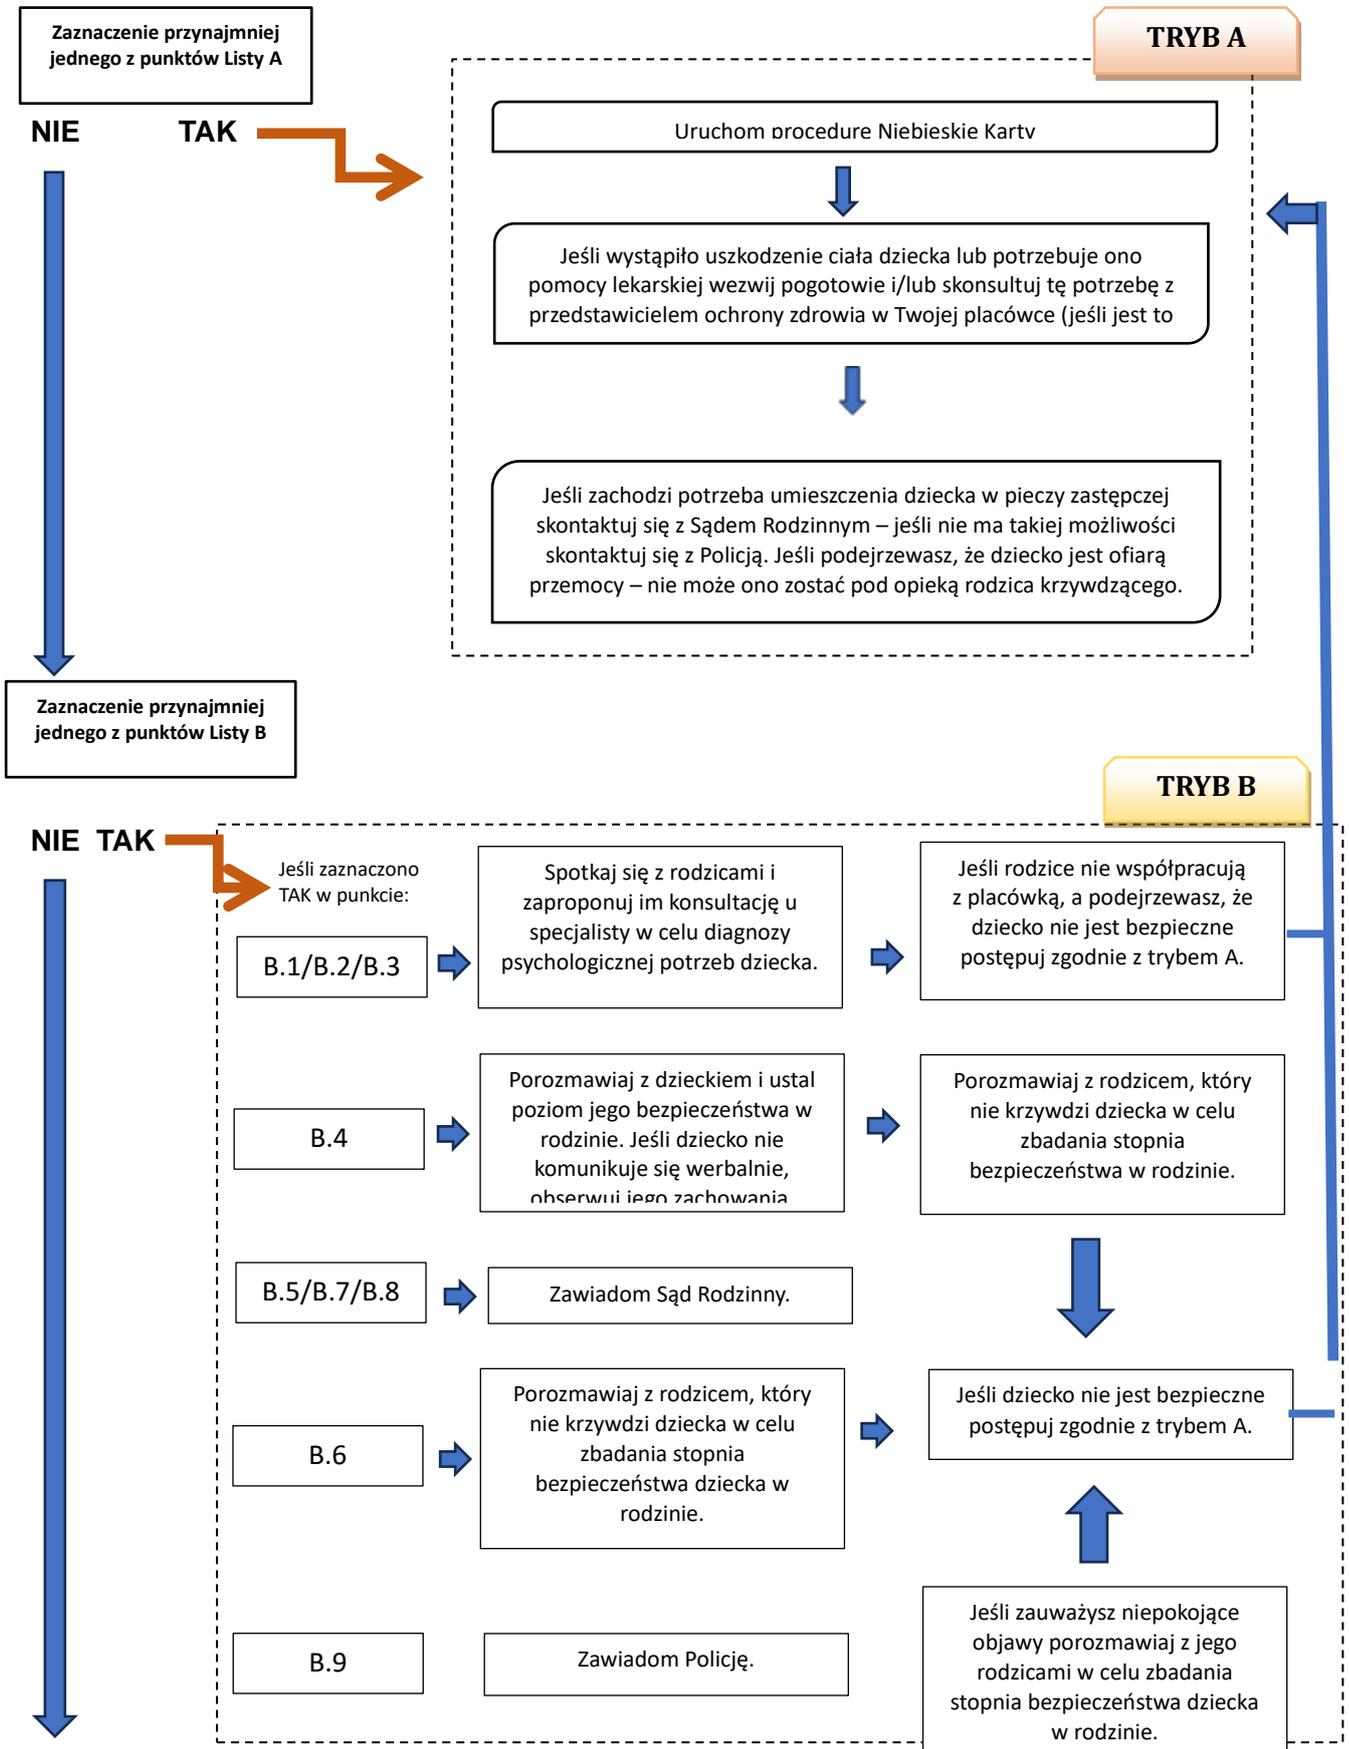 Zaznaczenie przynajmniej
jednego z punktów Listy A
NIE TAK
TRYB A
Uruchom procedurę Niebieskie Karty
Jeśli wystąpiło uszkodzenie ciała dziecka lub potrzebuje ono
pomocy lekarskiej wezwij pogotowie i/lub skonsultuj tę potrzebę z
przedstawicielem ochrony zdrowia w Twojej placówce (jeśli jest to
Jeśli zachodzi potrzeba umieszczenia dziecka w pieczy zastępczej
skontaktuj się z Sądem Rodzinnym – jeśli nie ma takiej możliwości
skontaktuj się z Policją. Jeśli podejrzewasz, że dziecko jest ofiarą
przemocy – nie może ono zostać pod opieką rodzica krzywdzącego.
Zaznaczenie przynajmniej
jednego z punktów Listy B
NIE TAK
TRYB B
Jeśli zaznaczono
TAK w punkcie:
B.1/B.2/B.3
Spotkaj się z rodzicami i
zaproponuj im konsultację u
specjalisty w celu diagnozy
psychologicznej potrzeb dziecka.
Jeśli rodzice nie współpracują
z placówką, a podejrzewasz, że
dziecko nie jest bezpieczne
postępuj zgodnie z trybem A.
B.4
Porozmawiaj z dzieckiem i ustal
poziom jego bezpieczeństwa w
rodzinie. Jeśli dziecko nie
komunikuje się werbalnie,
obserwuj jego zachowania
Porozmawiaj z rodzicem, który
nie krzywdzi dziecka w celu
zbadania stopnia
bezpieczeństwa w rodzinie.
B.5/B.7/B.8
Zawiadom Sąd Rodzinny.
B.6
Porozmawiaj z rodzicem, który
nie krzywdzi dziecka w celu
zbadania stopnia
bezpieczeństwa dziecka w
rodzinie.
Jeśli dziecko nie jest bezpieczne
postępuj zgodnie z trybem A.
B.9
Zawiadom Policję.
Jeśli zauważysz niepokojące
objawy porozmawiaj z jego
rodzicami w celu zbadania
stopnia bezpieczeństwa dziecka
w rodzinie.